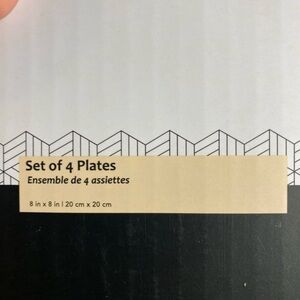 Set of 4 Plates
Ensemble de 4 assiettes
8 in x 8 in | 20 cm x 20 cm